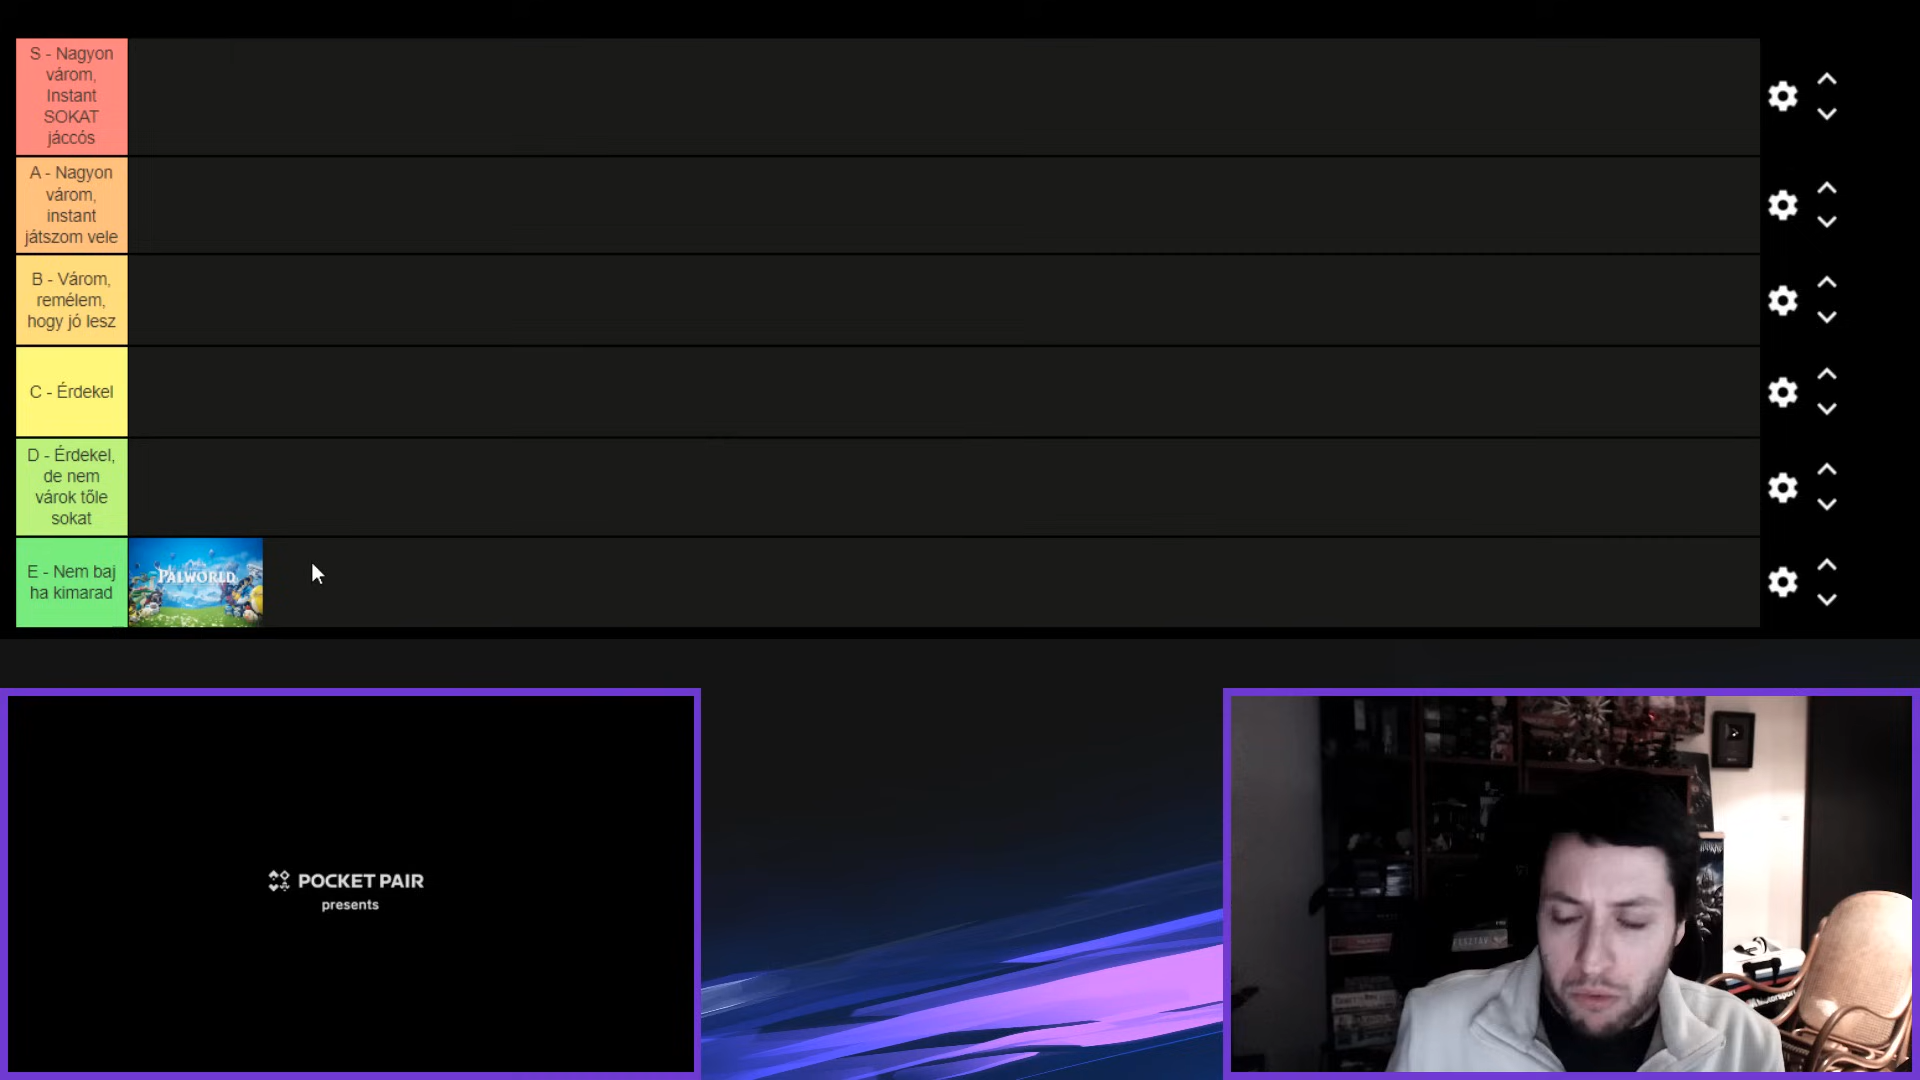 S - Nagyon
várom,
Instant
SOKAT
jáccós
A - Nagyon
várom,
instant
játszom vele
B - Várom,
remélem,
hogy jó lesz
C - Érdekel
D - Érdekel,
de nem
várok tőle
sokat
E - Nem baj
ha kimarad
PALWORLD
POCKET PAIR
presents